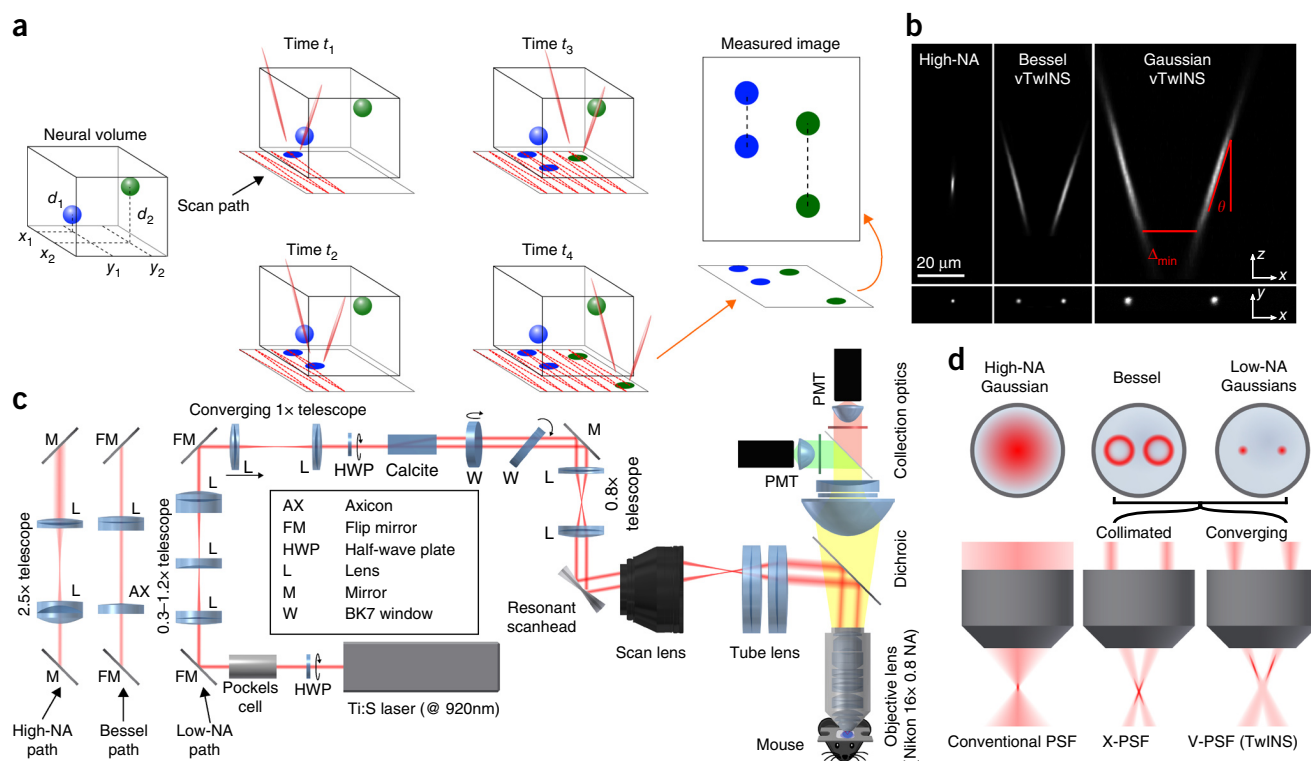 a
Neural volume
d1
d2
x1
x2
y1
y2
Time t1
Scan path
Time t2
Time t3
Time t4
Measured image
b
High-NA
Bessel
vTwINS
Gaussian
vTwINS
θ
Δmin
20 μm
z
x
y
x
c
M
L
2.5× telescope
L
M
High-NA
path
FM
L
AX
FM
Bessel
path
FM
L
0.3–1.2× telescope
L
L
FM
Low-NA
path
Converging 1× telescope
L
L
HWP
Calcite
W
W
M
L
0.8×
telescope
L
AX Axicon
FM Flip mirror
HWP Half-wave plate
L Lens
M Mirror
W BK7 window
Pockels
cell
HWP
Ti:S laser (@ 920nm)
Resonant
scanhead
Scan lens
Tube lens
PMT
PMT
Collection optics
Dichroic
Objective lens
(Nikon 16× 0.8 NA)
Mouse
d
High-NA
Gaussian
Bessel
Low-NA
Gaussians
Collimated
Converging
Conventional PSF
X-PSF
V-PSF (TwINS)